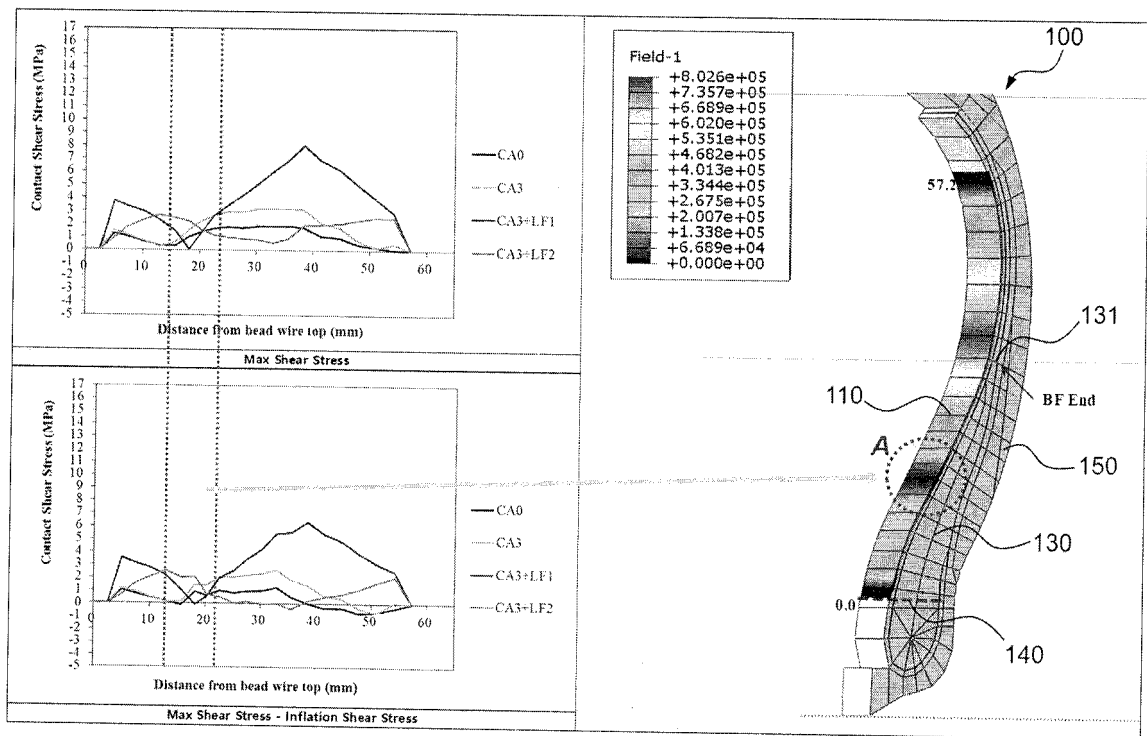 17
16
15
14
13
12
11
10
9
8
7
6
5
4
3
2
1
0
-1
-2
-3
-4
-5
Contact Shear Stress (MPa)
0 10 20 30 40 50 60
Distance from bead wire top (mm)
CA0
CA3
CA3+LF1
CA3+LF2
Max Shear Stress
17
16
15
14
13
12
11
10
9
8
7
6
5
4
3
2
1
0
-1
-2
-3
-4
-5
Contact Shear Stress (MPa)
0 10 20 30 40 50 60
Distance from bead wire top (mm)
CA0
CA3
CA3+LF1
CA3+LF2
Max Shear Stress - Inflation Shear Stress
Field-1
+8.026e+05
+7.357e+05
+6.689e+05
+6.020e+05
+5.351e+05
+4.682e+05
+4.013e+05
+3.344e+05
+2.675e+05
+2.007e+05
+1.338e+05
+6.689e+04
+0.000e+00
100
57.2
131
BF End
110
A
150
130
0.0
140